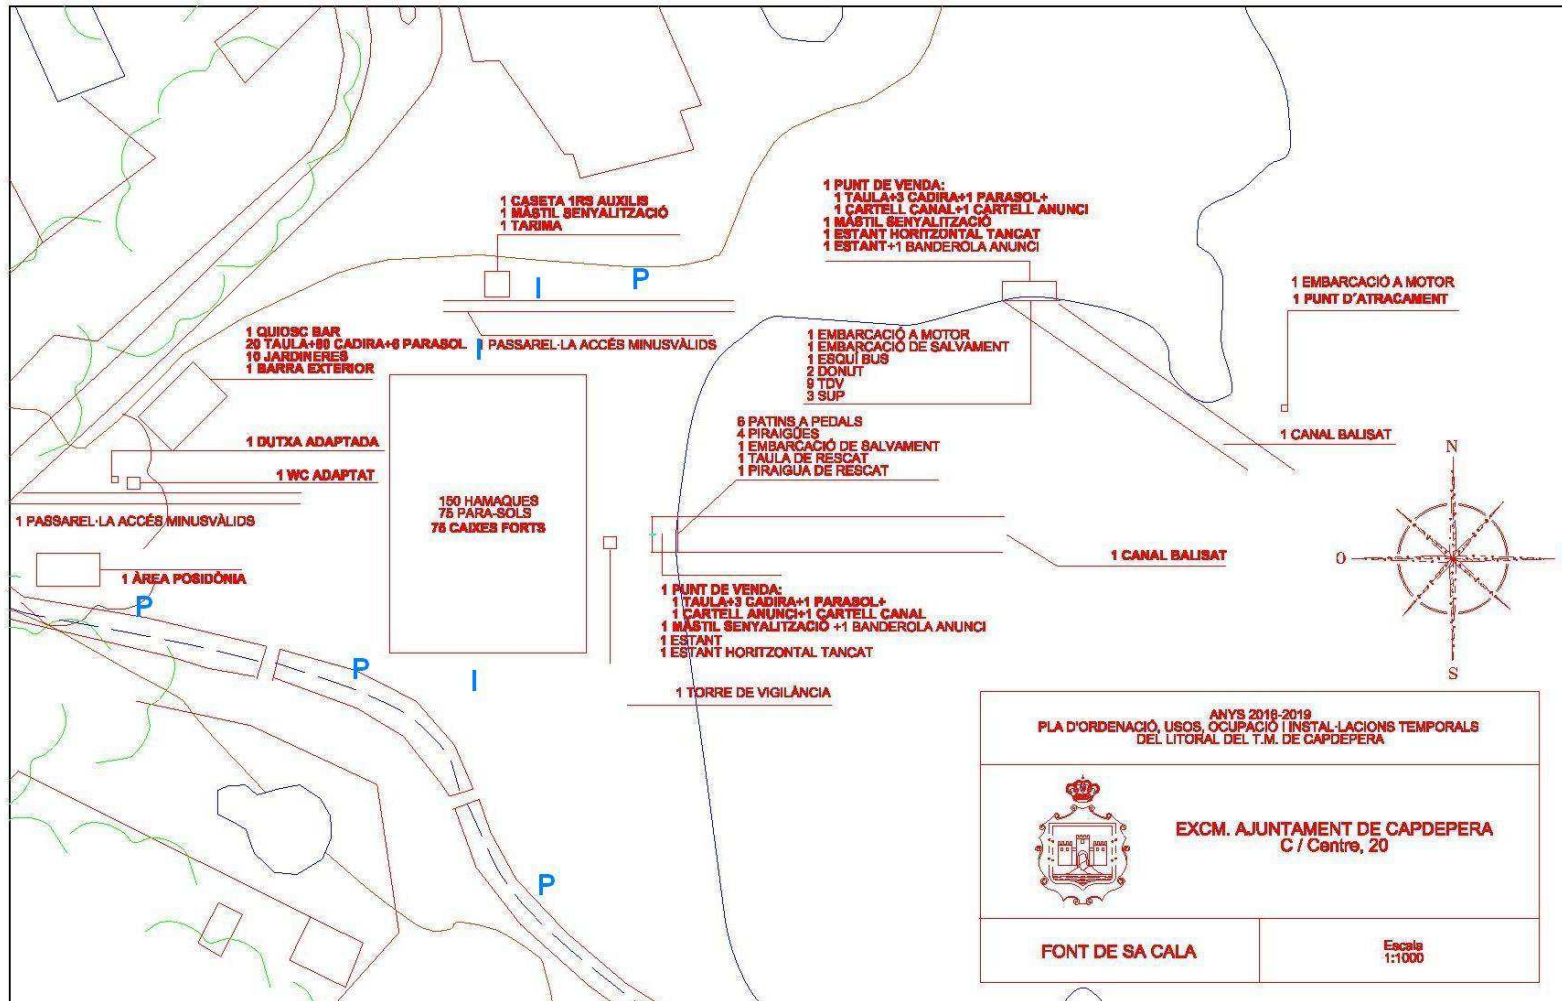 1 CASETA 1RS AUXILIS
1 MÀSTIL SENYALITZACIÓ
1 TARIMA
1 PUNT DE VENDA:
1 TAULA+3 CADIRA+1 PARASOL+
1 CARTELL CANAL+1 CARTELL ANUNCI
1 MÀSTIL SENYALITZACIÓ
1 ESTANT HORITZONTAL TANCAT
1 ESTANT+1 BANDEROLA ANUNCI
1 EMBARCACIÓ A MOTOR
1 PUNT D'ATRACAMENT
I
P
1 QUIOSC BAR
20 TAULA+80 CADIRA+6 PARASOL
10 JARDINERES
1 BARRA EXTERIOR
I
1 PASSAREL·LA ACCÉS MINUSVÀLIDS
1 EMBARCACIÓ A MOTOR
1 EMBARCACIÓ DE SALVAMENT
1 ESQUÍ BUS
2 DONUT
9 TDV
3 SUP
6 PATINS A PEDALS
4 PIRAIGÜES
1 EMBARCACIÓ DE SALVAMENT
1 TAULA DE RESCAT
1 PIRAIGUA DE RESCAT
1 CANAL BALISAT
1 DUTXA ADAPTADA
1 WC ADAPTAT
1 PASSAREL·LA ACCÉS MINUSVÀLIDS
150 HAMAQUES
75 PARA-SOLS
75 CAIXES FORTS
1 CANAL BALISAT
N
O
S
1 ÀREA POSIDÒNIA
P
1 PUNT DE VENDA:
1 TAULA+3 CADIRA+1 PARASOL+
1 CARTELL ANUNCI+1 CARTELL CANAL
1 MÀSTIL SENYALITZACIÓ +1 BANDEROLA ANUNCI
1 ESTANT
1 ESTANT HORITZONTAL TANCAT
P
I
1 TORRE DE VIGILÀNCIA
P
ANYS 2016-2019
PLA D'ORDENACIÓ, USOS, OCUPACIÓ I INSTAL·LACIONS TEMPORALS
DEL LITORAL DEL T.M. DE CAPDEPERA
EXCM. AJUNTAMENT DE CAPDEPERA
C / Centre, 20
FONT DE SA CALA
Escala
1:1000